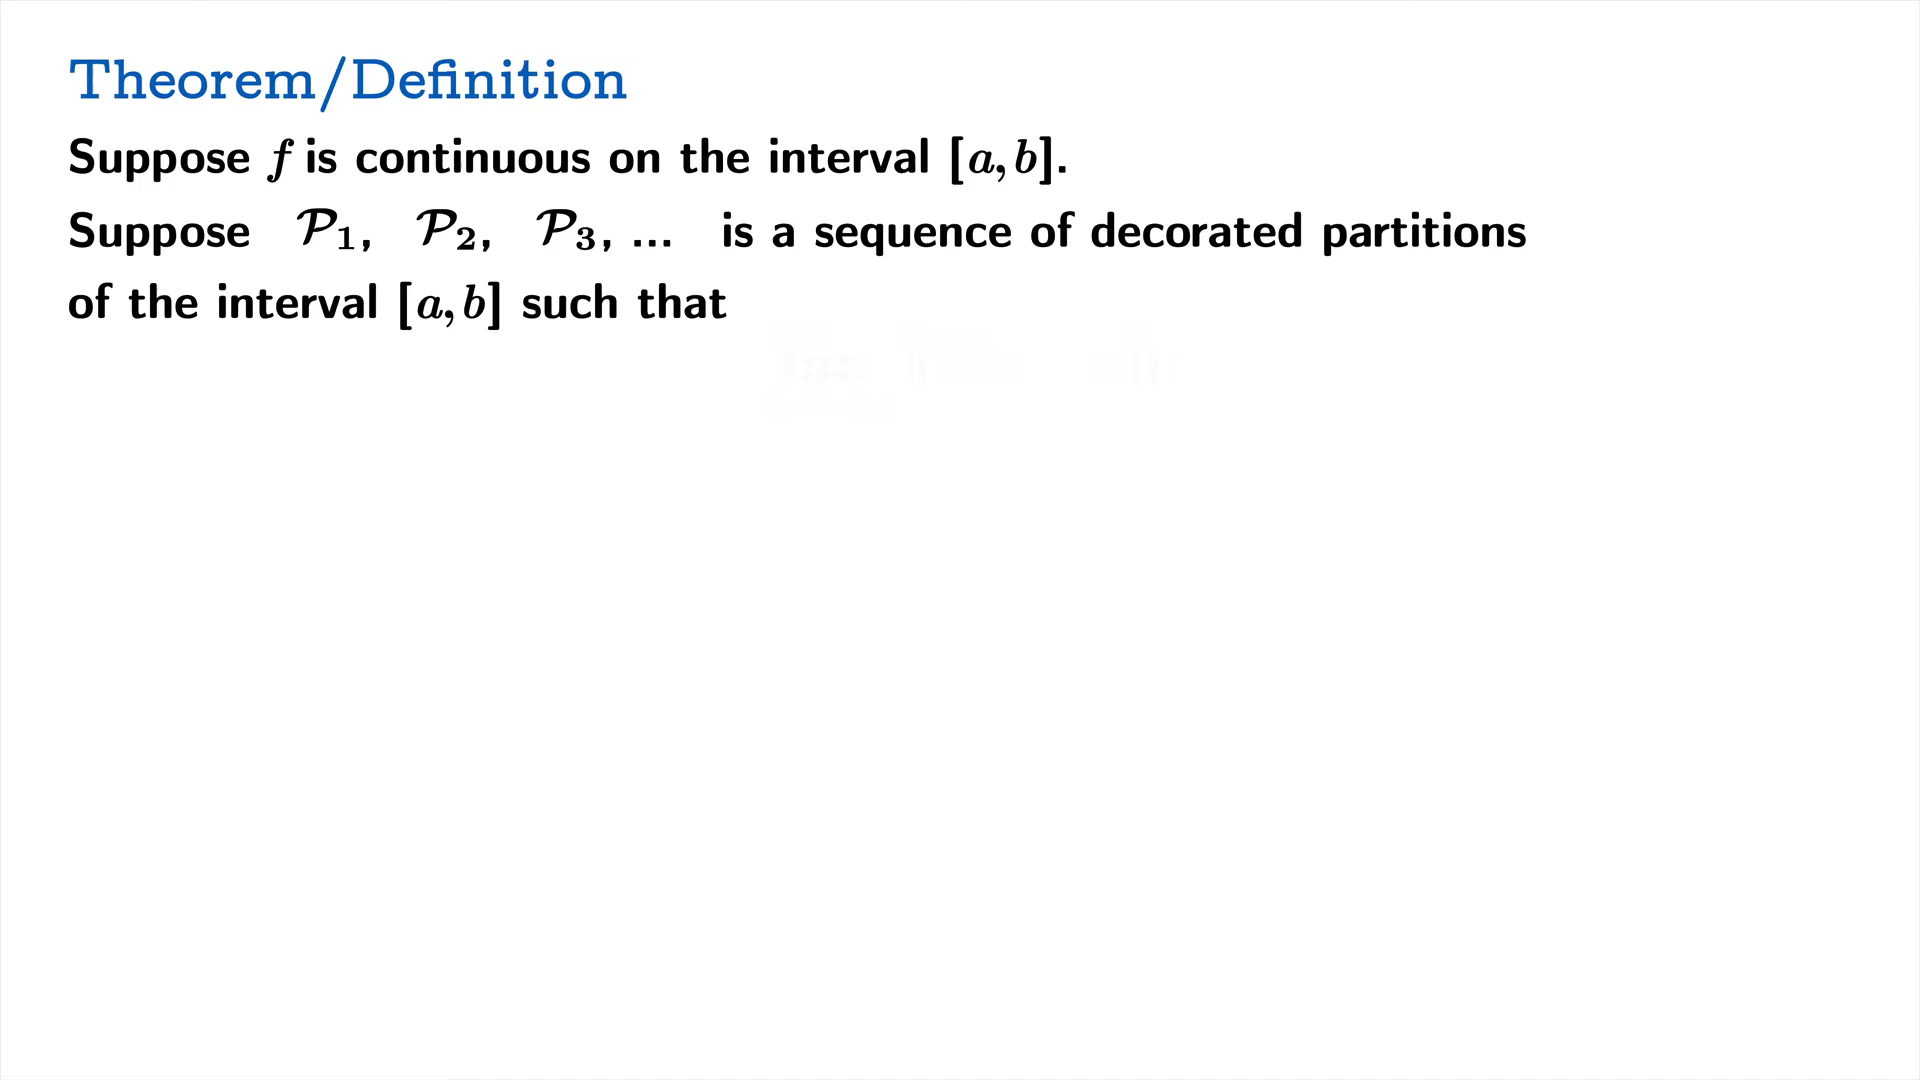 Theorem/Definition
Suppose f is continuous on the interval [a, b].
Suppose 𝒫₁, 𝒫₂, 𝒫₃, ... is a sequence of decorated partitions
of the interval [a, b] such that